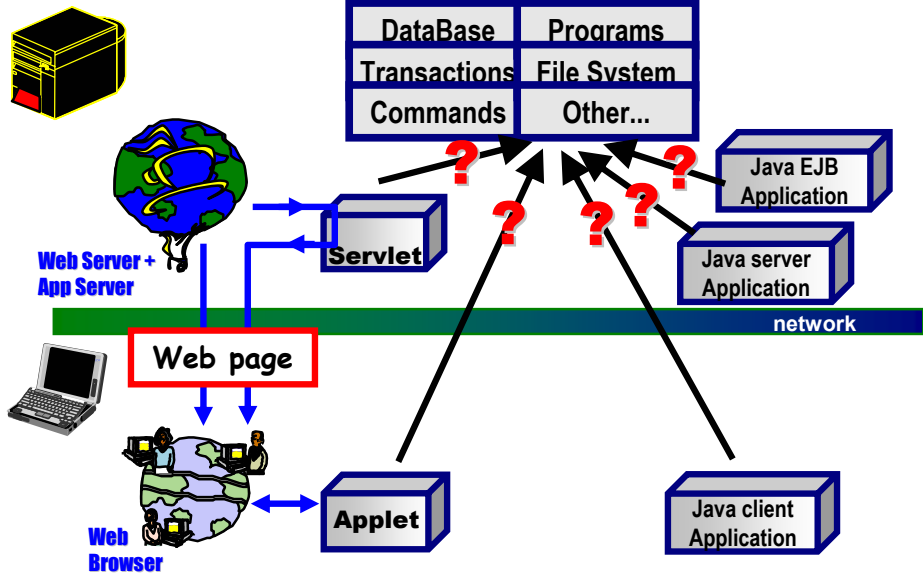 DataBase Programs
Transactions File System
Commands Other...
?
?
?
?
?
Java EJB
Application
Servlet
Web Server +
App Server
Java server
Application
network
Web page
Applet
Java client
Application
Web
Browser